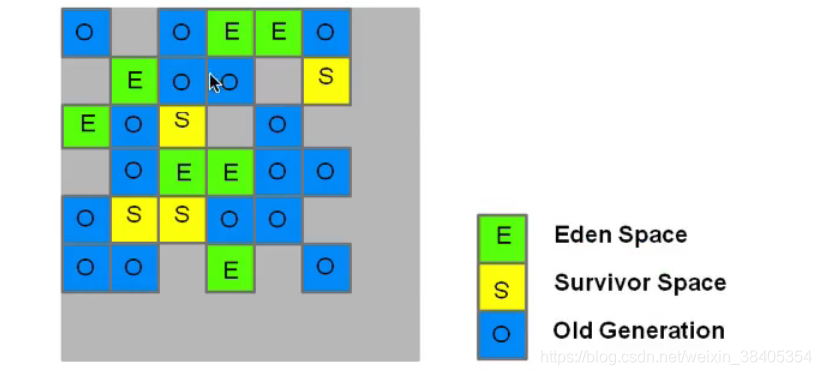 O O E E O
E O O S
E O S O
O E E O O
O S S O O
O O E O
E Eden Space
S Survivor Space
O Old Generation
https://blog.csdn.net/weixin_38405354